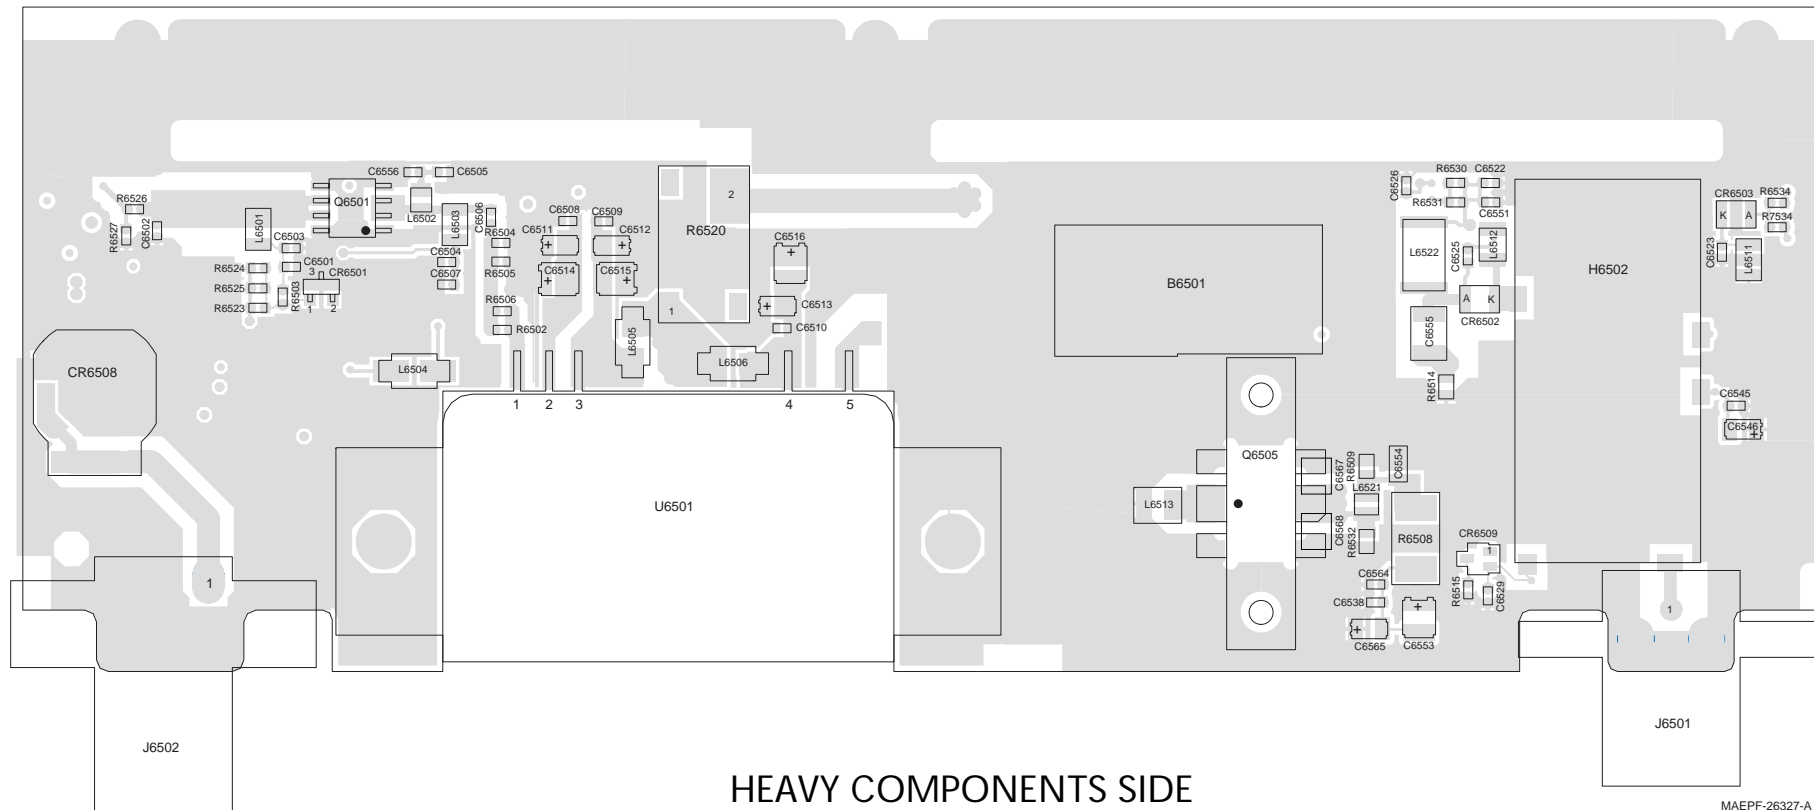 C6556
C6505
R6526
R6527
C6502
L6501
Q6501
L6502
L6503
C6506
C6503
C6501
3
CR6501
R6524
R6525
R6523
R6503
1
2
C6504
C6507
R6504
R6505
R6506
R6502
C6508
C6509
C6511
C6512
C6514
C6515
2
R6520
1
C6516
C6513
C6510
L6505
L6506
L6504
CR6508
1
2
3
4
5
U6501
1
J6502
B6501
C6526
R6530
C6522
R6531
C6551
L6522
C6525
L6512
A
K
CR6502
C6555
R6514
H6502
CR6503
K
A
R6534
R7534
C6523
L6511
C6545
C6546
Q6505
L6513
C6567
C6568
R6509
C6554
L6521
R6532
R6508
CR6509
1
R6515
C6529
C6564
C6538
C6565
C6553
1
J6501
HEAVY COMPONENTS SIDE
MAEPF-26327-A